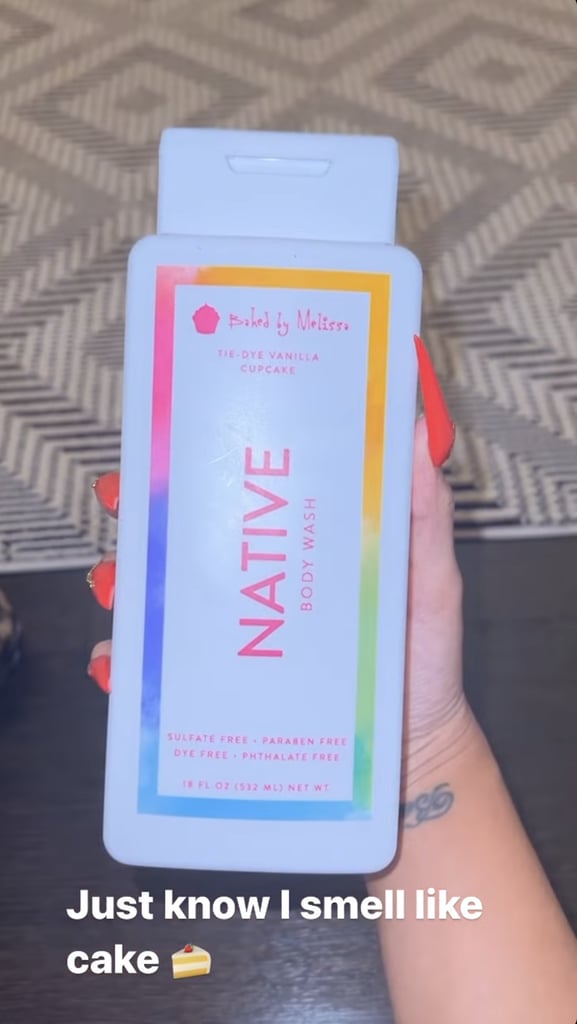 Baked by Melissa
TIE-DYE VANILLA
CUPCAKE
NATIVE
BODY WASH
SULFATE FREE • PARABEN FREE
DYE FREE • PHTHALATE FREE
18 FL OZ (532 ML) NET WT
Just know I smell like
cake 🍰